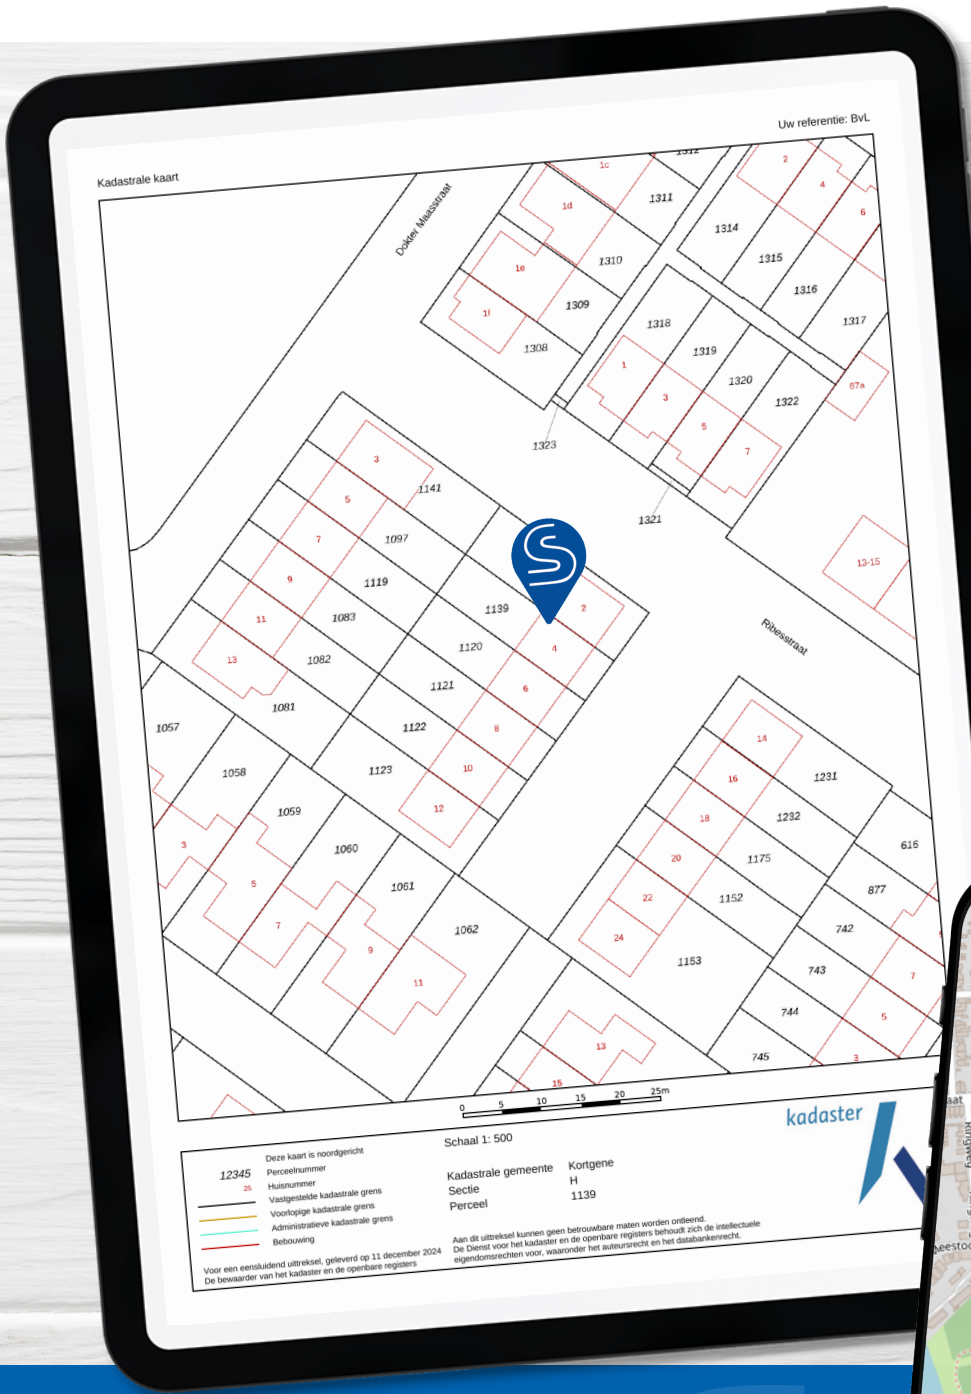 Uw referentie: BvL
Kadastrale kaart
Dokter Maasstraat
1c
1312
2
1d
1311
4
6
1314
1e
1310
1315
1309
1316
1f
1308
1318
1317
1319
1
1320
67a
3
1322
5
7
1323
1321
3
1141
5
1097
7
1119
9
1083
11
1082
13
1081
2
1139
4
1120
6
1121
8
1122
10
1123
12
13-15
Ribesstraat
1057
1058
1059
1060
1061
1062
3
5
7
9
11
14
1231
16
1232
18
1175
20
1152
22
24
1153
616
877
742
743
744
745
7
5
3
13
15
0 5 10 15 20 25m
Schaal 1: 500
kadaster
Deze kaart is noordgericht
12345 Perceelnummer
25 Huisnummer
Vastgestelde kadastrale grens
Voorlopige kadastrale grens
Administratieve kadastrale grens
Bebouwing
Kadastrale gemeente Kortgene
Sectie H
Perceel 1139
Voor een eensluidend uittreksel, geleverd op 11 december 2024
De bewaarder van het kadaster en de openbare registers
Aan dit uittreksel kunnen geen betrouwbare maten worden ontleend.
De Dienst voor het kadaster en de openbare registers behoudt zich de intellectuele
eigendomsrechten voor, waaronder het auteursrecht en het databankenrecht.